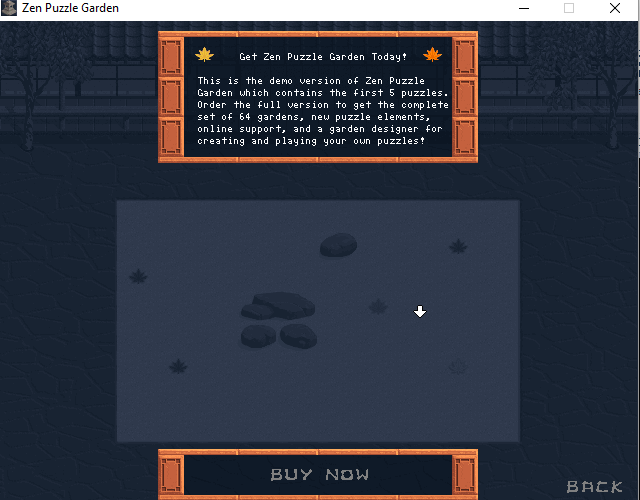 Zen Puzzle Garden
Get Zen Puzzle Garden Today!
This is the demo version of Zen Puzzle
Garden which contains the first 5 puzzles.
Order the full version to get the complete
set of 64 gardens, new puzzle elements,
online support, and a garden designer for
creating and playing your own puzzles!
BUY NOW
BACK